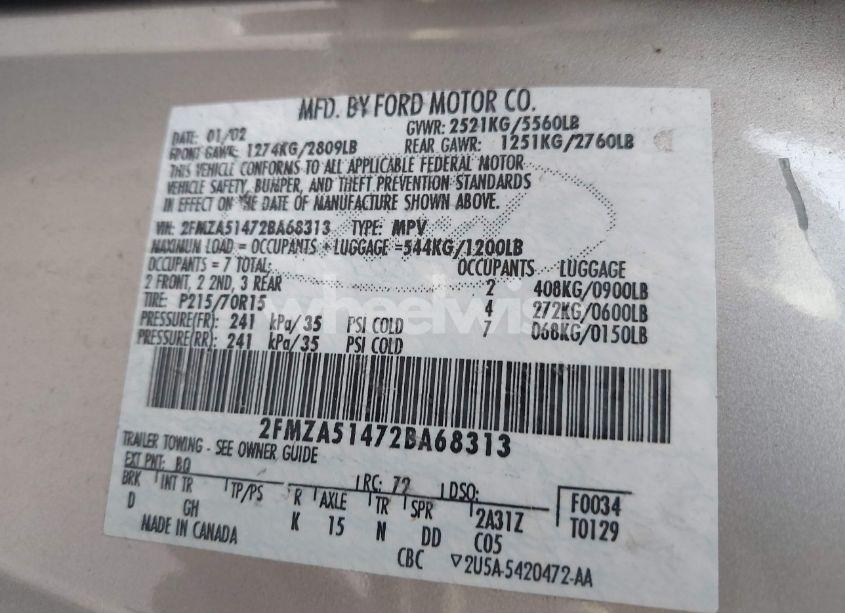 MFD. BY FORD MOTOR CO.
DATE: 01/02 GVWR: 2521KG/5560LB
FRONT GAWR: 1274KG/2809LB REAR GAWR: 1251KG/2760LB
THIS VEHICLE CONFORMS TO ALL APPLICABLE FEDERAL MOTOR
VEHICLE SAFETY, BUMPER, AND THEFT PREVENTION STANDARDS
IN EFFECT ON THE DATE OF MANUFACTURE SHOWN ABOVE.
VIN: 2FMZA51472BA68313 TYPE: MPV
MAXIMUN LOAD = OCCUPANTS + LUGGAGE =544KG/1200LB
OCCUPANTS = 7 TOTAL: OCCUPANTS LUGGAGE
2 FRONT, 2 2ND, 3 REAR 2 408KG/0900LB
TIRE: P215/70R15 4 272KG/0600LB
PRESSURE(FR): 241 kPa/35 PSI COLD 7 068KG/0150LB
PRESSURE(RR): 241 kPa/35 PSI COLD
wheelwis
2FMZA51472BA68313
TRAILER TOWING - SEE OWNER GUIDE
EXT PNT: BQ RC: 72 DSO:
BRK INT TR TP/PS R AXLE TR SPR 2A31Z F0034
D GH K 15 N DD C05 T0129
MADE IN CANADA CBC ▽2U5A-5420472-AA